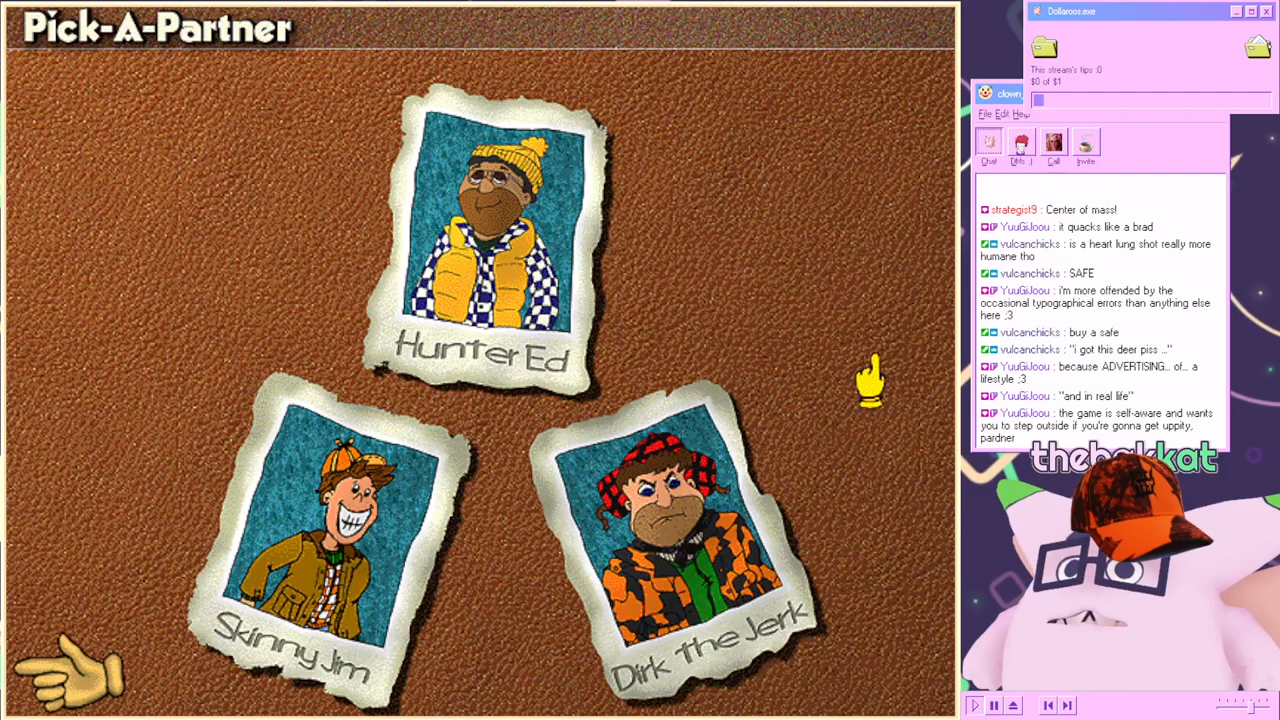 Pick-A-Partner
Hunter Ed
Skinny Jim
Dirk the Jerk
Dollaroos.exe
This stream's tips :0
$0 of $1
clown_
File Edit Help
Chat DMs :) Call Invite
strategist9 : Center of mass!
YuuGiJoou : it quacks like a brad
vulcanchicks : is a heart lung shot really more
humane tho
vulcanchicks : SAFE
YuuGiJoou : i'm more offended by the
occasional typographical errors than anything else
here ;3
vulcanchicks : buy a safe
vulcanchicks : "i got this deer piss ..."
YuuGiJoou : because ADVERTISING... of... a
lifestyle ;3
YuuGiJoou : "and in real life"
YuuGiJoou : the game is self-aware and wants
you to step outside if you're gonna get uppity,
pardner
thebakkat